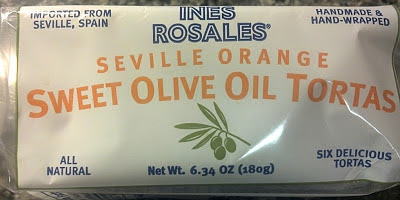 IMPORTED FROM
SEVILLE, SPAIN
INES
ROSALES®
HANDMADE &
HAND-WRAPPED
SEVILLE ORANGE
SWEET OLIVE OIL TORTAS
ALL
NATURAL
Net Wt. 6.34 OZ (180g)
SIX DELICIOUS
TORTAS